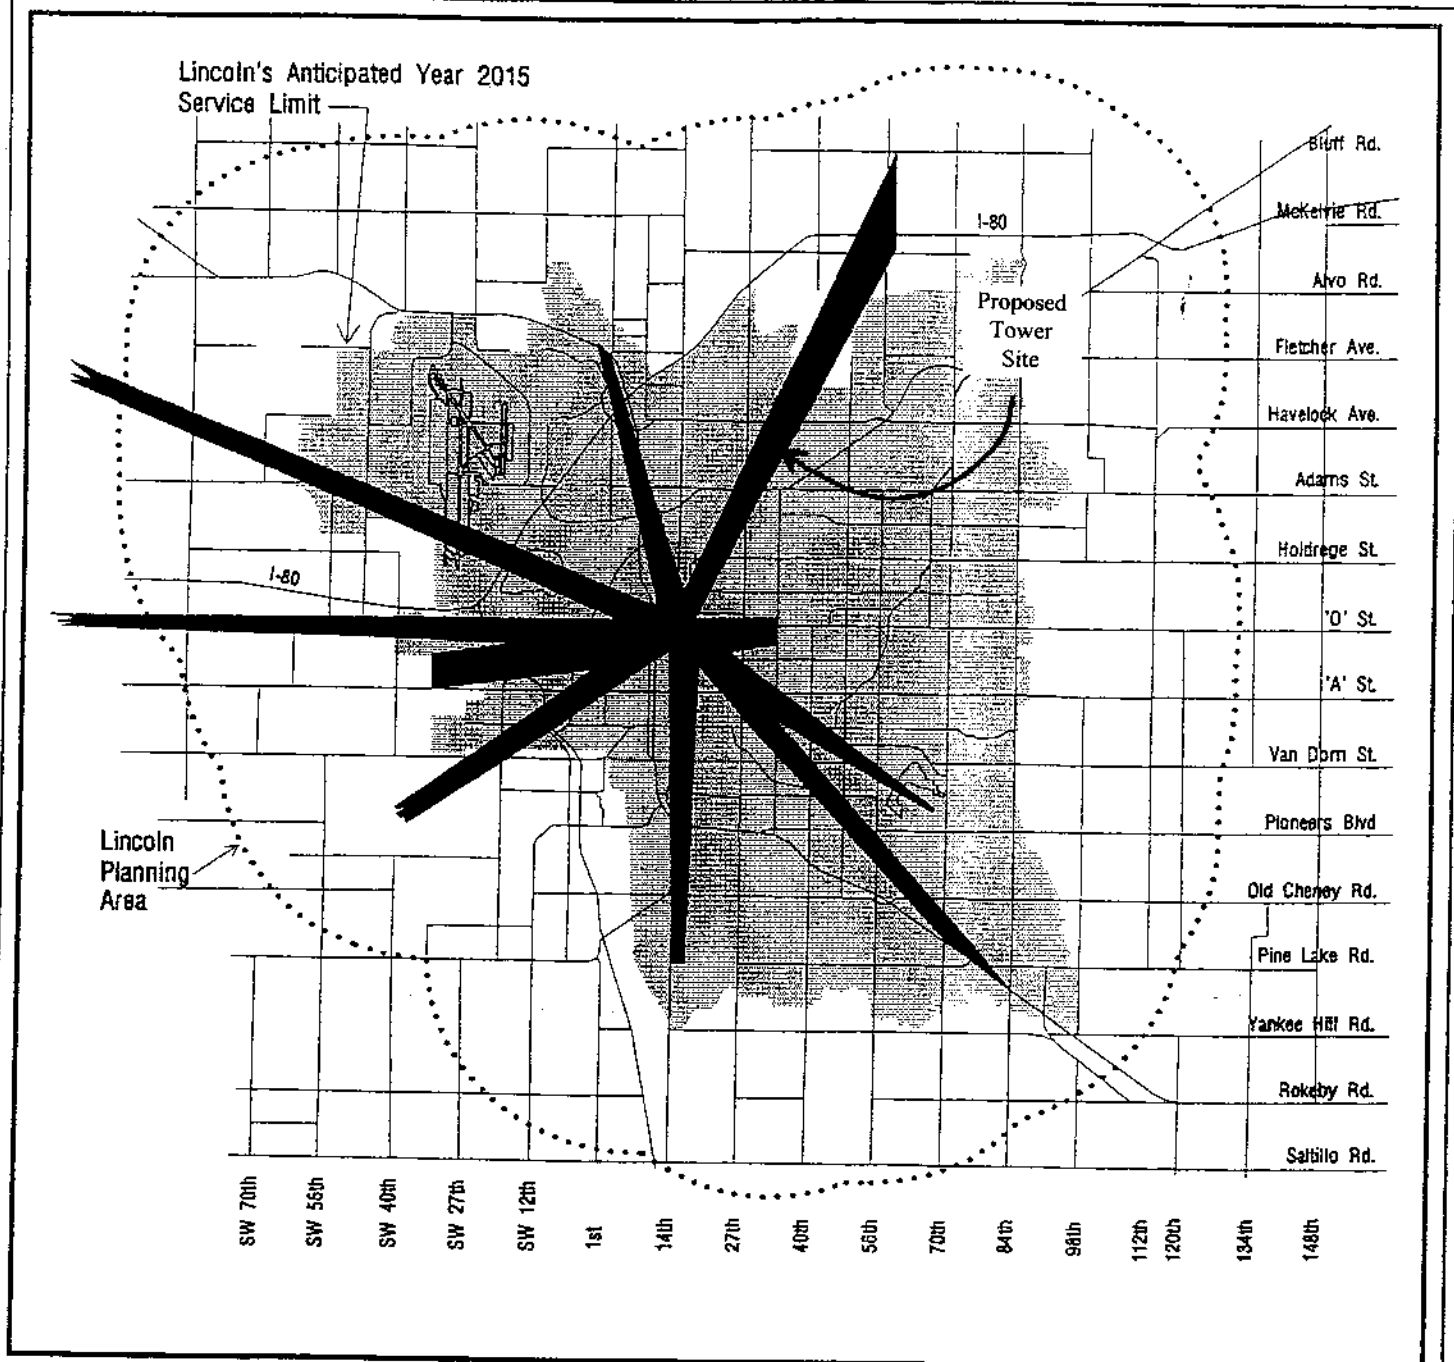 Lincoln's Anticipated Year 2015
Service Limit
Bluff Rd.
McKelvie Rd.
I-80
Alvo Rd.
Proposed
Tower
Site
Fletcher Ave.
Havelock Ave.
Adams St.
Holdrege St.
I-80
'O' St.
'A' St.
Van Dorn St.
Pioneers Blvd
Lincoln
Planning
Area
Old Cheney Rd.
Pine Lake Rd.
Yankee Hill Rd.
Rokeby Rd.
Saltillo Rd.
SW 70th
SW 56th
SW 40th
SW 27th
SW 12th
1st
14th
27th
40th
56th
70th
84th
98th
112th
120th
134th
148th